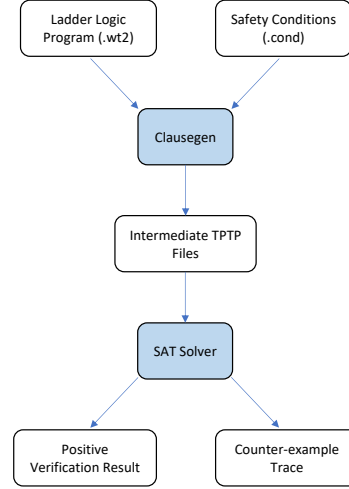 Ladder Logic
Program (.wt2)
Safety Conditions
(.cond)
Clausegen
Intermediate TPTP
Files
SAT Solver
Positive
Verification Result
Counter-example
Trace